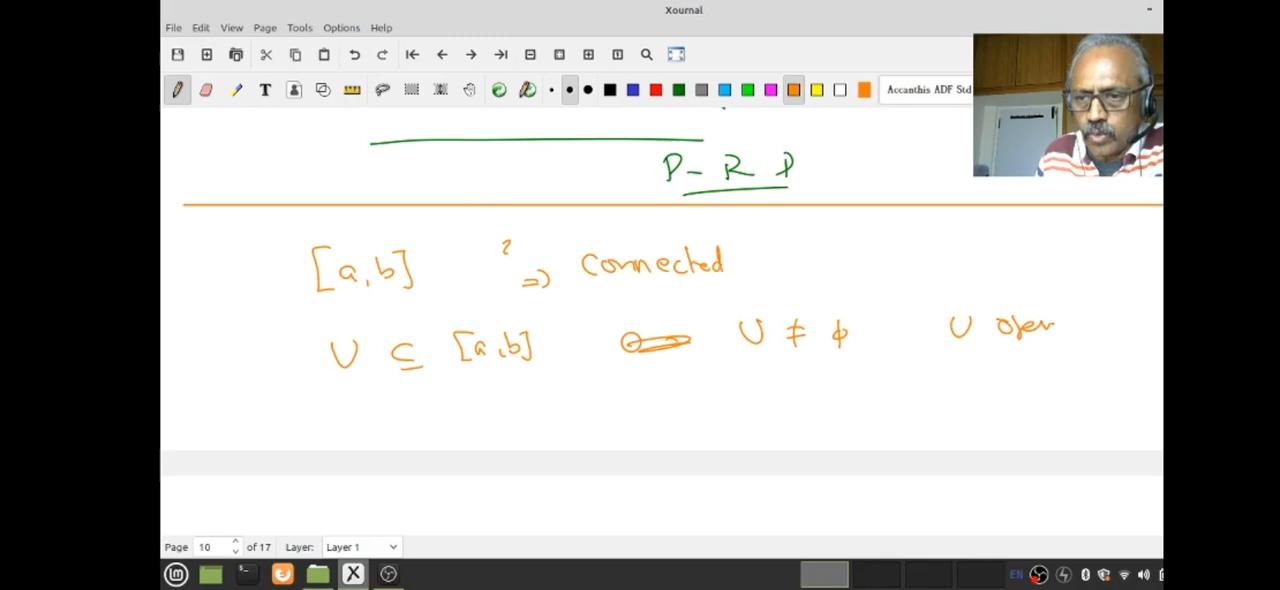 Xournal
File Edit View Page Tools Options Help
T Accanthis ADF Std
P - R P
[a, b] ? ⇒ connected
U ⊆ [a, b] U ≠ ϕ U open
Page 10 of 17 Layer: Layer 1
EN